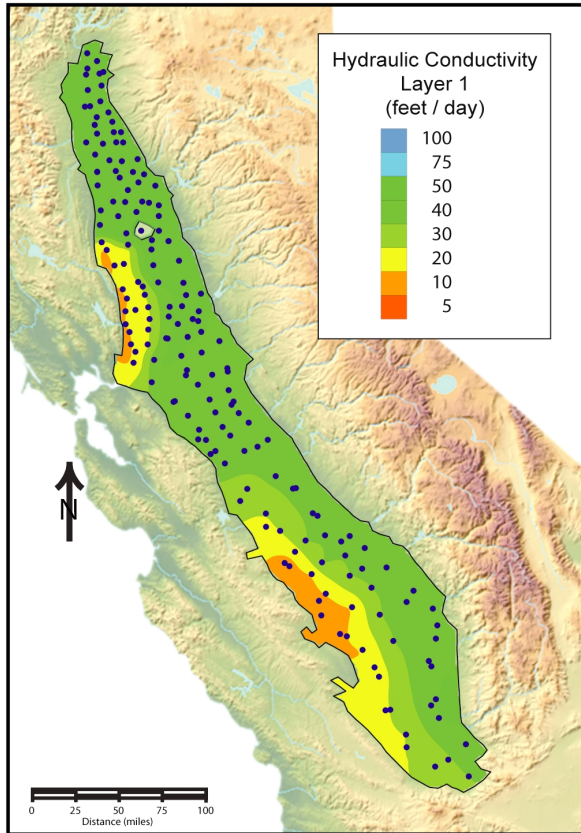 Hydraulic Conductivity
Layer 1
(feet / day)
100
75
50
40
30
20
10
5
N
0 25 50 75 100
Distance (miles)